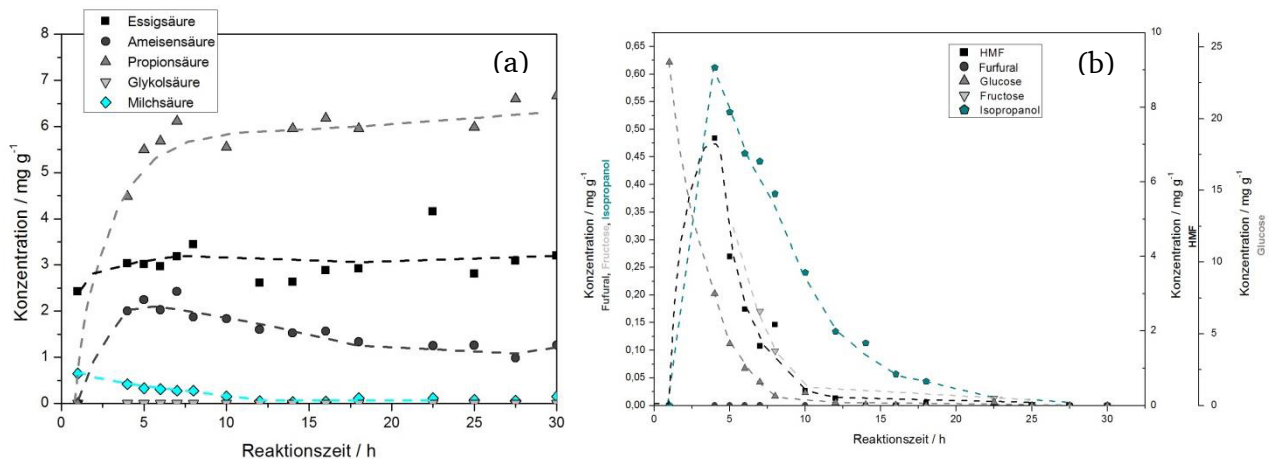 Essigsäure
Ameisensäure
Propionsäure
Glykolsäure
Milchsäure
(a)
8
7
6
5
4
3
2
1
0
Konzentration / mg g⁻¹
0 5 10 15 20 25 30
Reaktionszeit / h
HMF
Furfural
Glucose
Fructose
Isopropanol
(b)
0,65
0,60
0,55
0,50
0,45
0,40
0,35
0,30
0,25
0,20
0,15
0,10
0,05
0,00
Konzentration / mg g⁻¹
Fufural, Fructose, Isopropanol
0 5 10 15 20 25 30
Reaktionszeit / h
10
8
6
4
2
0
Konzentration / mg g⁻¹
HMF
25
20
15
10
5
0
Konzentration / mg g⁻¹
Glucose